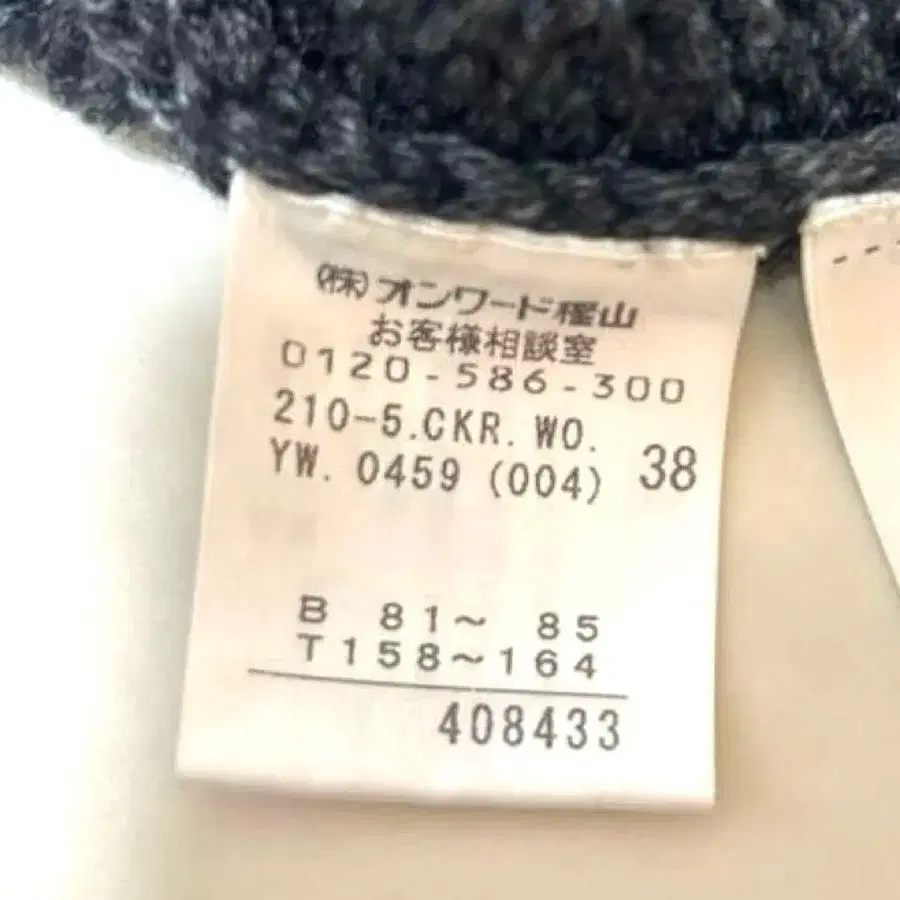 (株)オンワード樫山
お客様相談室
0120-586-300
210-5.CKR.WO.
YW. 0459 (004) 38
B 81～ 85
T158～164
408433